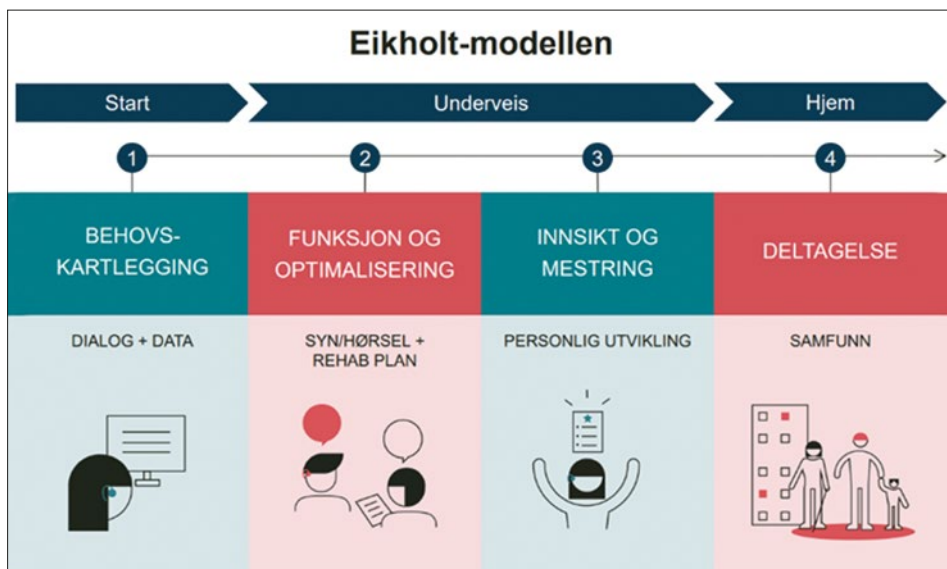 Eikholt-modellen
Start
Underveis
Hjem
1
2
3
4
BEHOVS-
KARTLEGGING
FUNKSJON OG
OPTIMALISERING
INNSIKT OG
MESTRING
DELTAGELSE
DIALOG + DATA
SYN/HØRSEL +
REHAB PLAN
PERSONLIG UTVIKLING
SAMFUNN